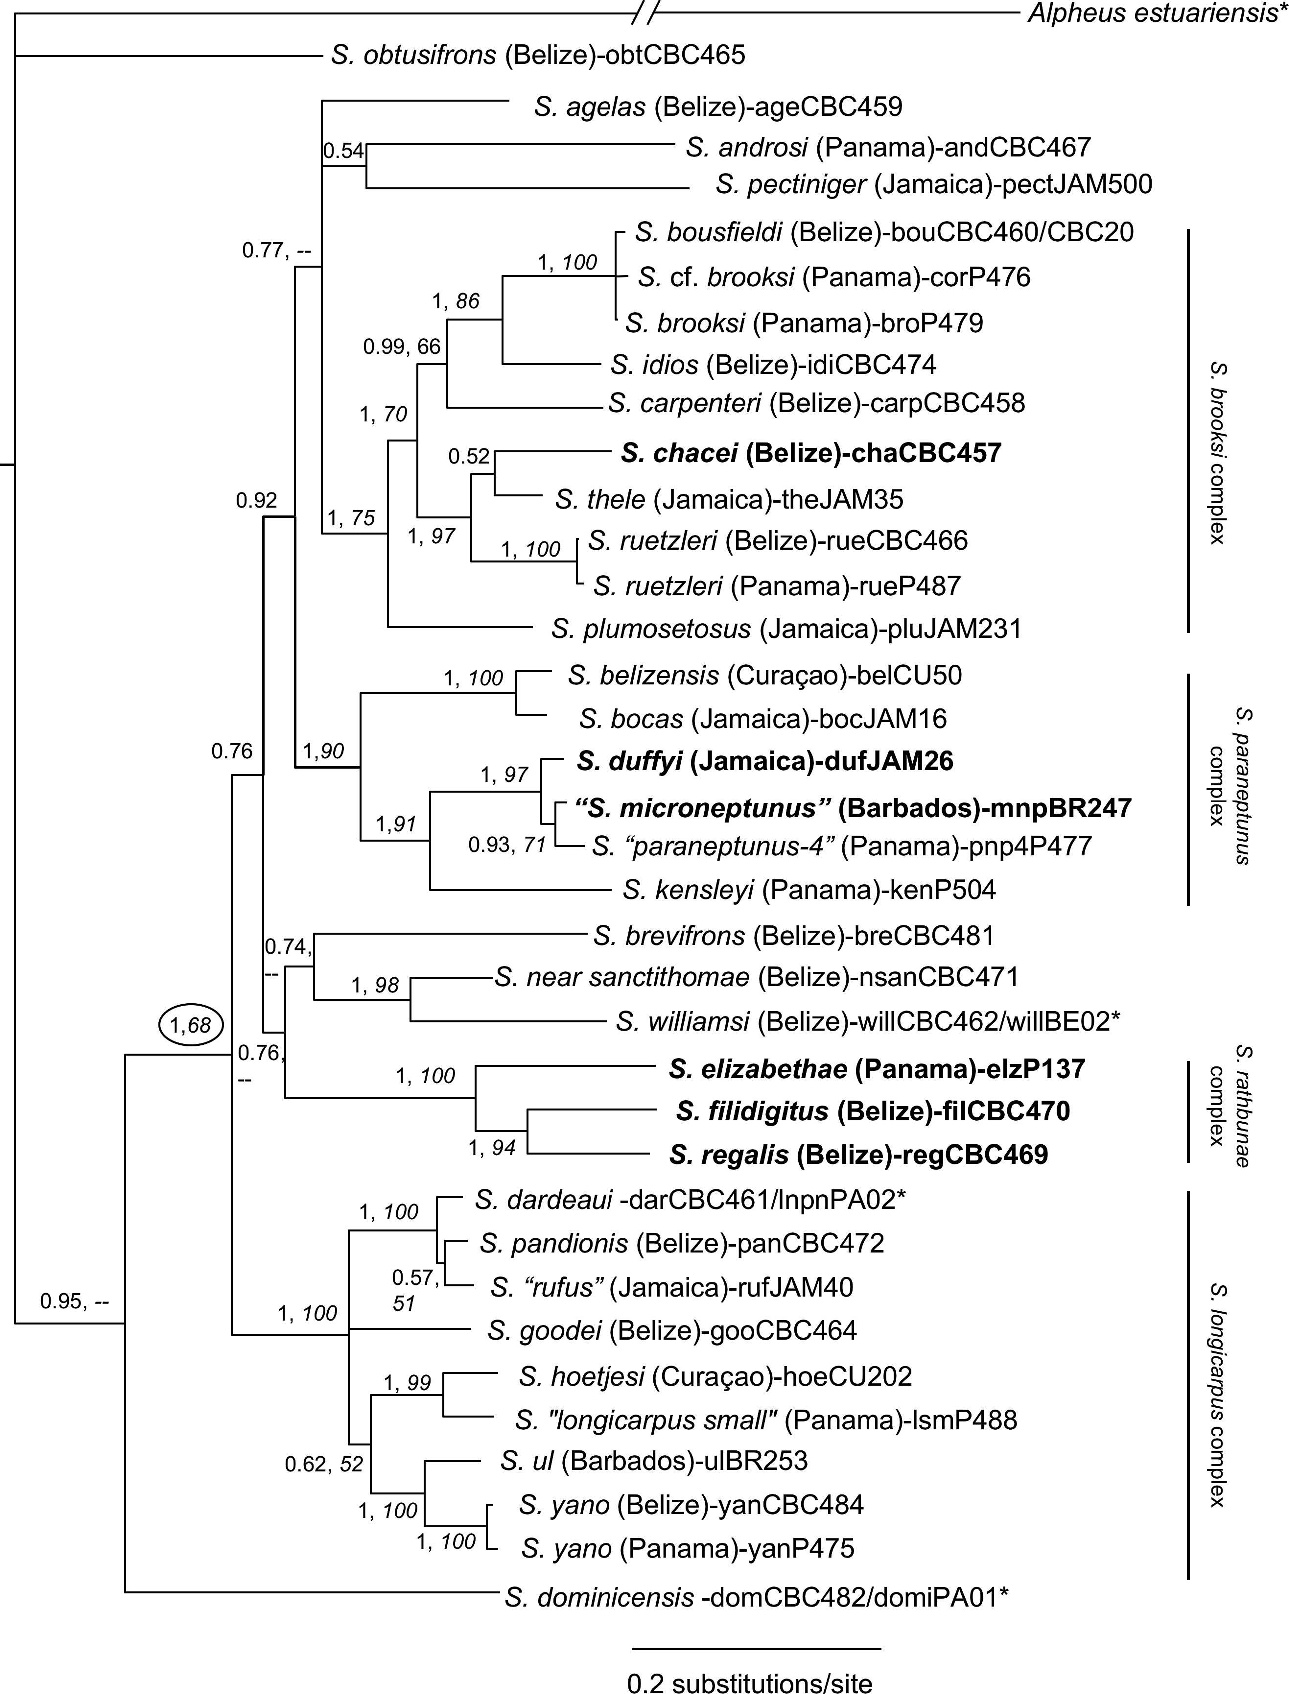 Alpheus estuariensis*
S. obtusifrons (Belize)-obtCBC465
S. agelas (Belize)-ageCBC459
0.54
S. androsi (Panama)-andCBC467
S. pectiniger (Jamaica)-pectJAM500
0.77, --
S. bousfieldi (Belize)-bouCBC460/CBC20
1, 100
S. cf. brooksi (Panama)-corP476
1, 86
S. brooksi (Panama)-broP479
0.99, 66
S. idios (Belize)-idiCBC474
1, 70
S. carpenteri (Belize)-carpCBC458
S. brooksi complex
0.52
S. chacei (Belize)-chaCBC457
0.92
S. thele (Jamaica)-theJAM35
1, 75
1, 97
1, 100
S. ruetzleri (Belize)-rueCBC466
S. ruetzleri (Panama)-rueP487
S. plumosetosus (Jamaica)-pluJAM231
1, 100
S. belizensis (Curaçao)-belCU50
S. bocas (Jamaica)-bocJAM16
0.76
1,90
1, 97
S. duffyi (Jamaica)-dufJAM26
“S. microneptunus” (Barbados)-mnpBR247
S. paraneptunus
complex
1,91
0.93, 71
S. “paraneptunus-4” (Panama)-pnp4P477
S. kensleyi (Panama)-kenP504
0.74,
--
S. brevifrons (Belize)-breCBC481
1, 98
S. near sanctithomae (Belize)-nsanCBC471
S. williamsi (Belize)-willCBC462/willBE02*
1,68
0.76,
--
1, 100
S. elizabethae (Panama)-elzP137
S. filidigitus (Belize)-filCBC470
1, 94
S. regalis (Belize)-regCBC469
S. rathbunae
complex
1, 100
S. dardeaui -darCBC461/lnpnPA02*
S. pandionis (Belize)-panCBC472
0.57,
51
S. “rufus” (Jamaica)-rufJAM40
0.95, --
1, 100
S. goodei (Belize)-gooCBC464
1, 99
S. hoetjesi (Curaçao)-hoeCU202
S. "longicarpus small" (Panama)-lsmP488
S. longicarpus complex
0.62, 52
S. ul (Barbados)-ulBR253
1, 100
S. yano (Belize)-yanCBC484
1, 100
S. yano (Panama)-yanP475
S. dominicensis -domCBC482/domiPA01*
0.2 substitutions/site